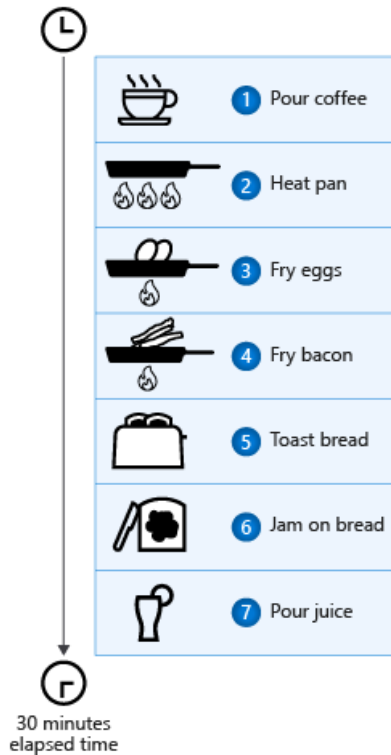 1 Pour coffee
2 Heat pan
3 Fry eggs
4 Fry bacon
5 Toast bread
6 Jam on bread
7 Pour juice
30 minutes
elapsed time